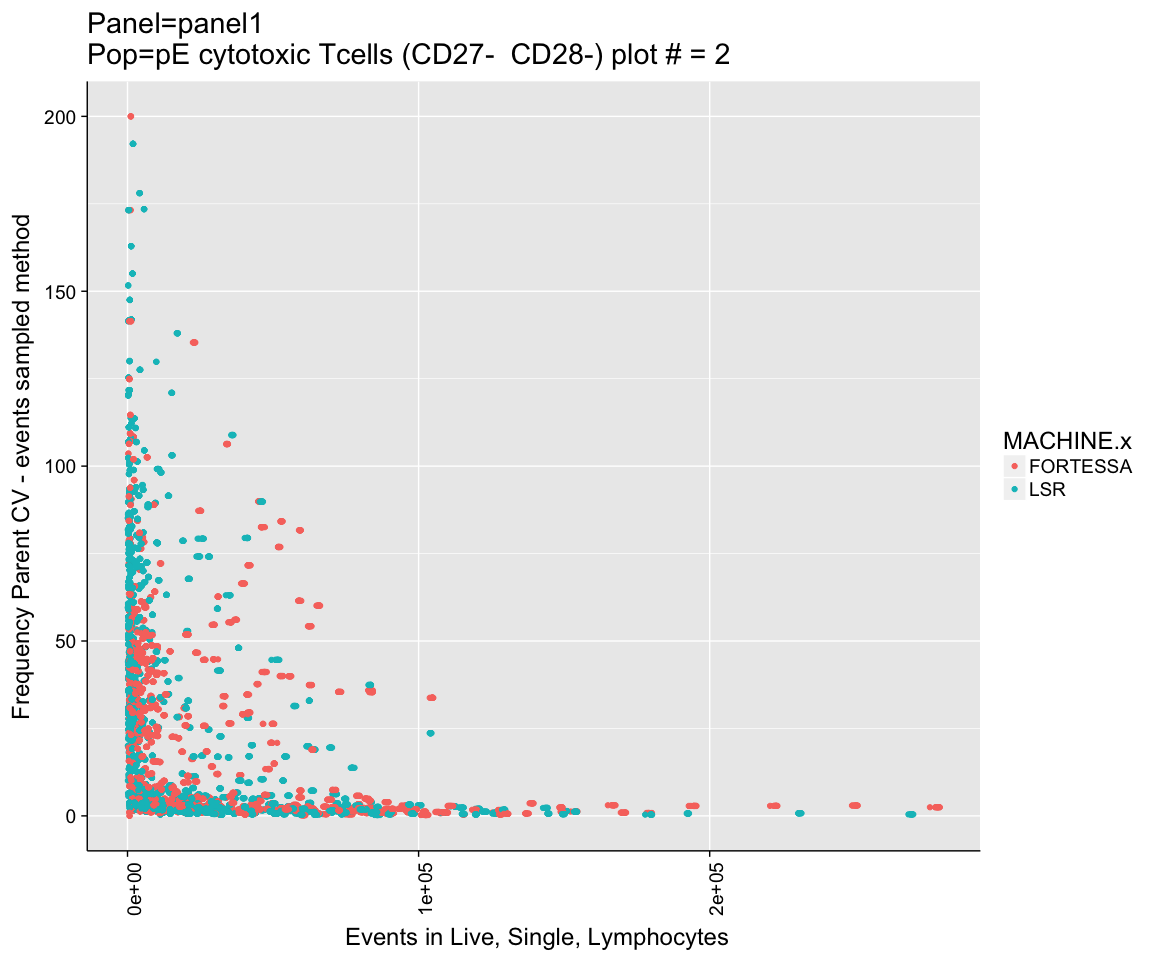 Panel=panel1
Pop=pE cytotoxic Tcells (CD27-  CD28-) plot # = 2
Frequency Parent CV - events sampled method
200
150
100
50
0
0e+00
1e+05
2e+05
Events in Live, Single, Lymphocytes
MACHINE.x
FORTESSA
LSR